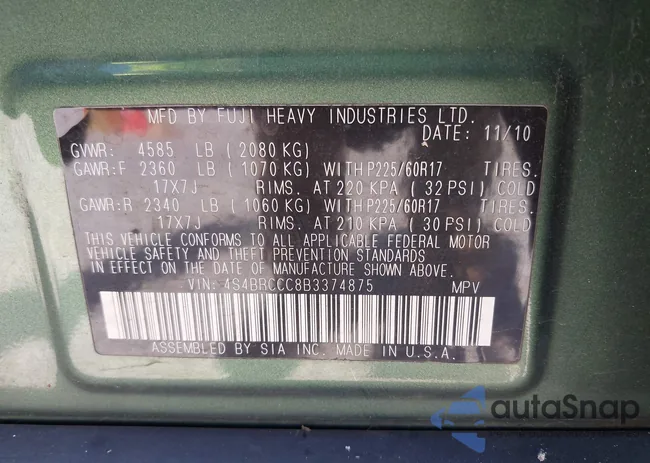 MFD BY FUJI HEAVY INDUSTRIES LTD.
DATE: 11/10
GVWR: 4585 LB ( 2080 KG)
GAWR:F 2360 LB ( 1070 KG) WITH P225/60R17 TIRES.
17X7J RIMS. AT 220 KPA ( 32 PSI) COLD
GAWR:R 2340 LB ( 1060 KG) WITH P225/60R17 TIRES.
17X7J RIMS. AT 210 KPA ( 30 PSI) COLD
THIS VEHICLE CONFORMS TO ALL APPLICABLE FEDERAL MOTOR
VEHICLE SAFETY AND THEFT PREVENTION STANDARDS
IN EFFECT ON THE DATE OF MANUFACTURE SHOWN ABOVE.
VIN: 4S4BRCCC8B3374875 MPV
ASSEMBLED BY SIA INC. MADE IN U.S.A.
autaSnap
BY CARFAST